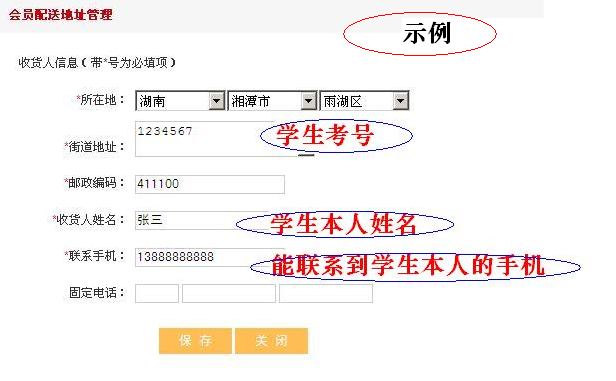 会员配送地址管理
示例
收货人信息（带*号为必填项）
*所在地： 湖南 湘潭市 雨湖区
*街道地址： 1234567 学生考号
*邮政编码： 411100
*收货人姓名： 张三 学生本人姓名
*联系手机： 13888888888 能联系到学生本人的手机
固定电话：
保存 关闭